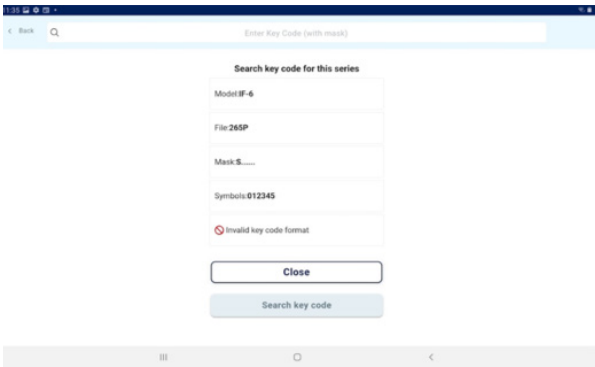 11:35
Back
Enter Key Code (with mask)
Search key code for this series
Model:IF-6
File:265P
Mask:S......
Symbols:012345
Invalid key code format
Close
Search key code